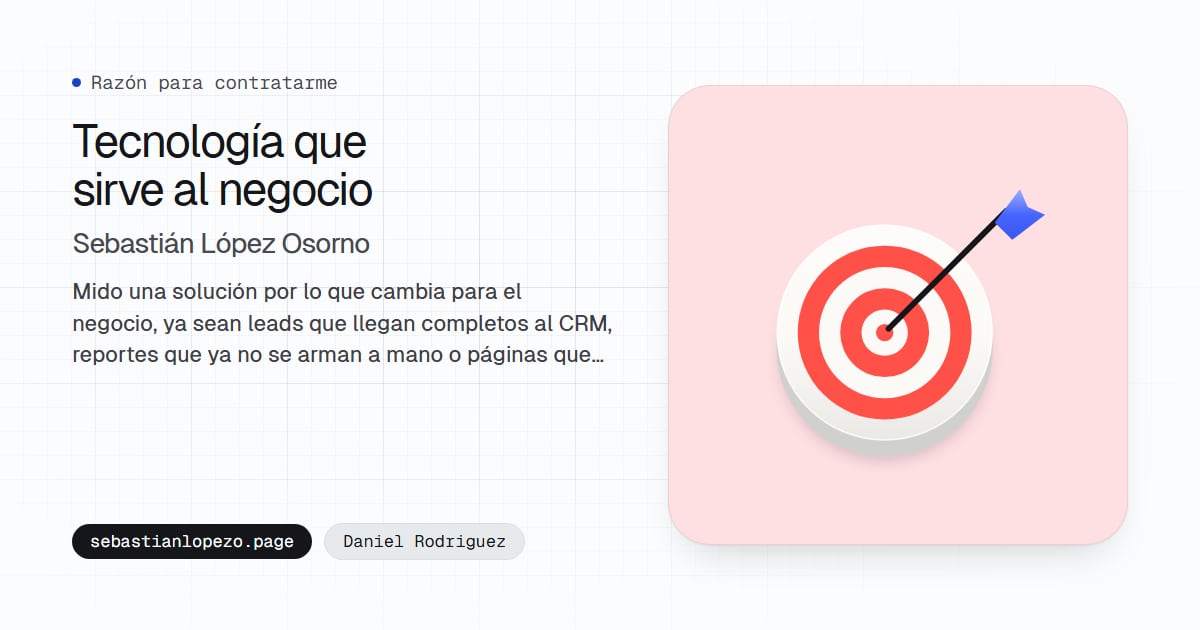 Razón para contratarme
Tecnología que
sirve al negocio
Sebastián López Osorno
Mido una solución por lo que cambia para el
negocio, ya sean leads que llegan completos al CRM,
reportes que ya no se arman a mano o páginas que…
sebastianlopezo.page
Daniel Rodriguez